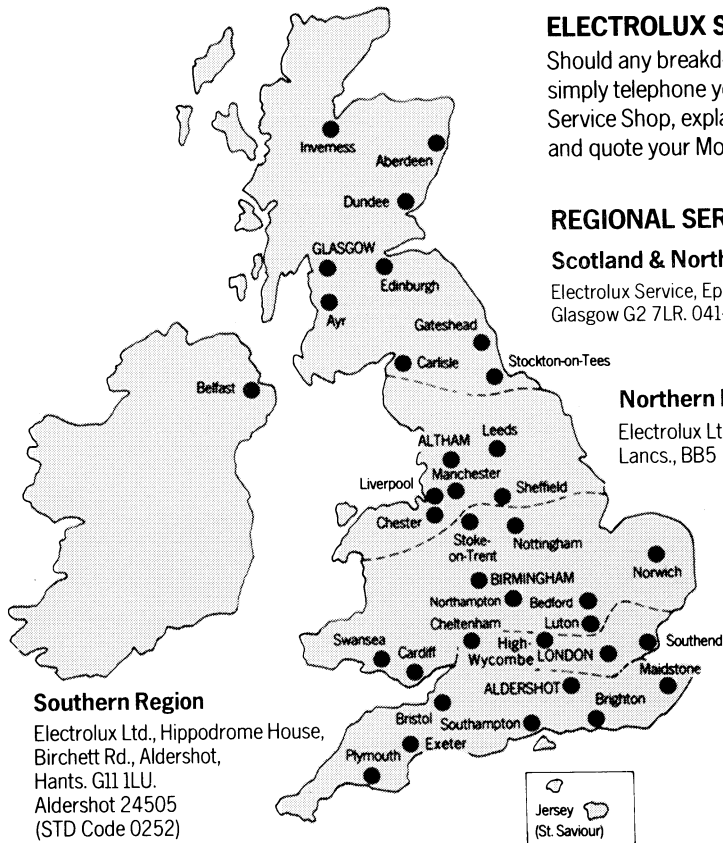 ELECTROLUX S
Should any breakd
simply telephone y
Service Shop, expla
and quote your Mo
REGIONAL SER
Scotland & North
Electrolux Service, Ep
Glasgow G2 7LR. 041-
Inverness
Aberdeen
Dundee
GLASGOW
Edinburgh
Ayr
Gateshead
Carlisle
Stockton-on-Tees
Belfast
Northern
Electrolux Lt
Lancs., BB5
ALTHAM
Leeds
Manchester
Liverpool
Sheffield
Chester
Stoke-
on-Trent
Nottingham
BIRMINGHAM
Norwich
Northampton
Bedford
Cheltenham
Luton
Swansea
Cardiff
High-
Wycombe
LONDON
Southend
Maidstone
ALDERSHOT
Brighton
Bristol
Southampton
Exeter
Plymouth
Southern Region
Electrolux Ltd., Hippodrome House,
Birchett Rd., Aldershot,
Hants. G11 1LU.
Aldershot 24505
(STD Code 0252)
Jersey
(St. Saviour)